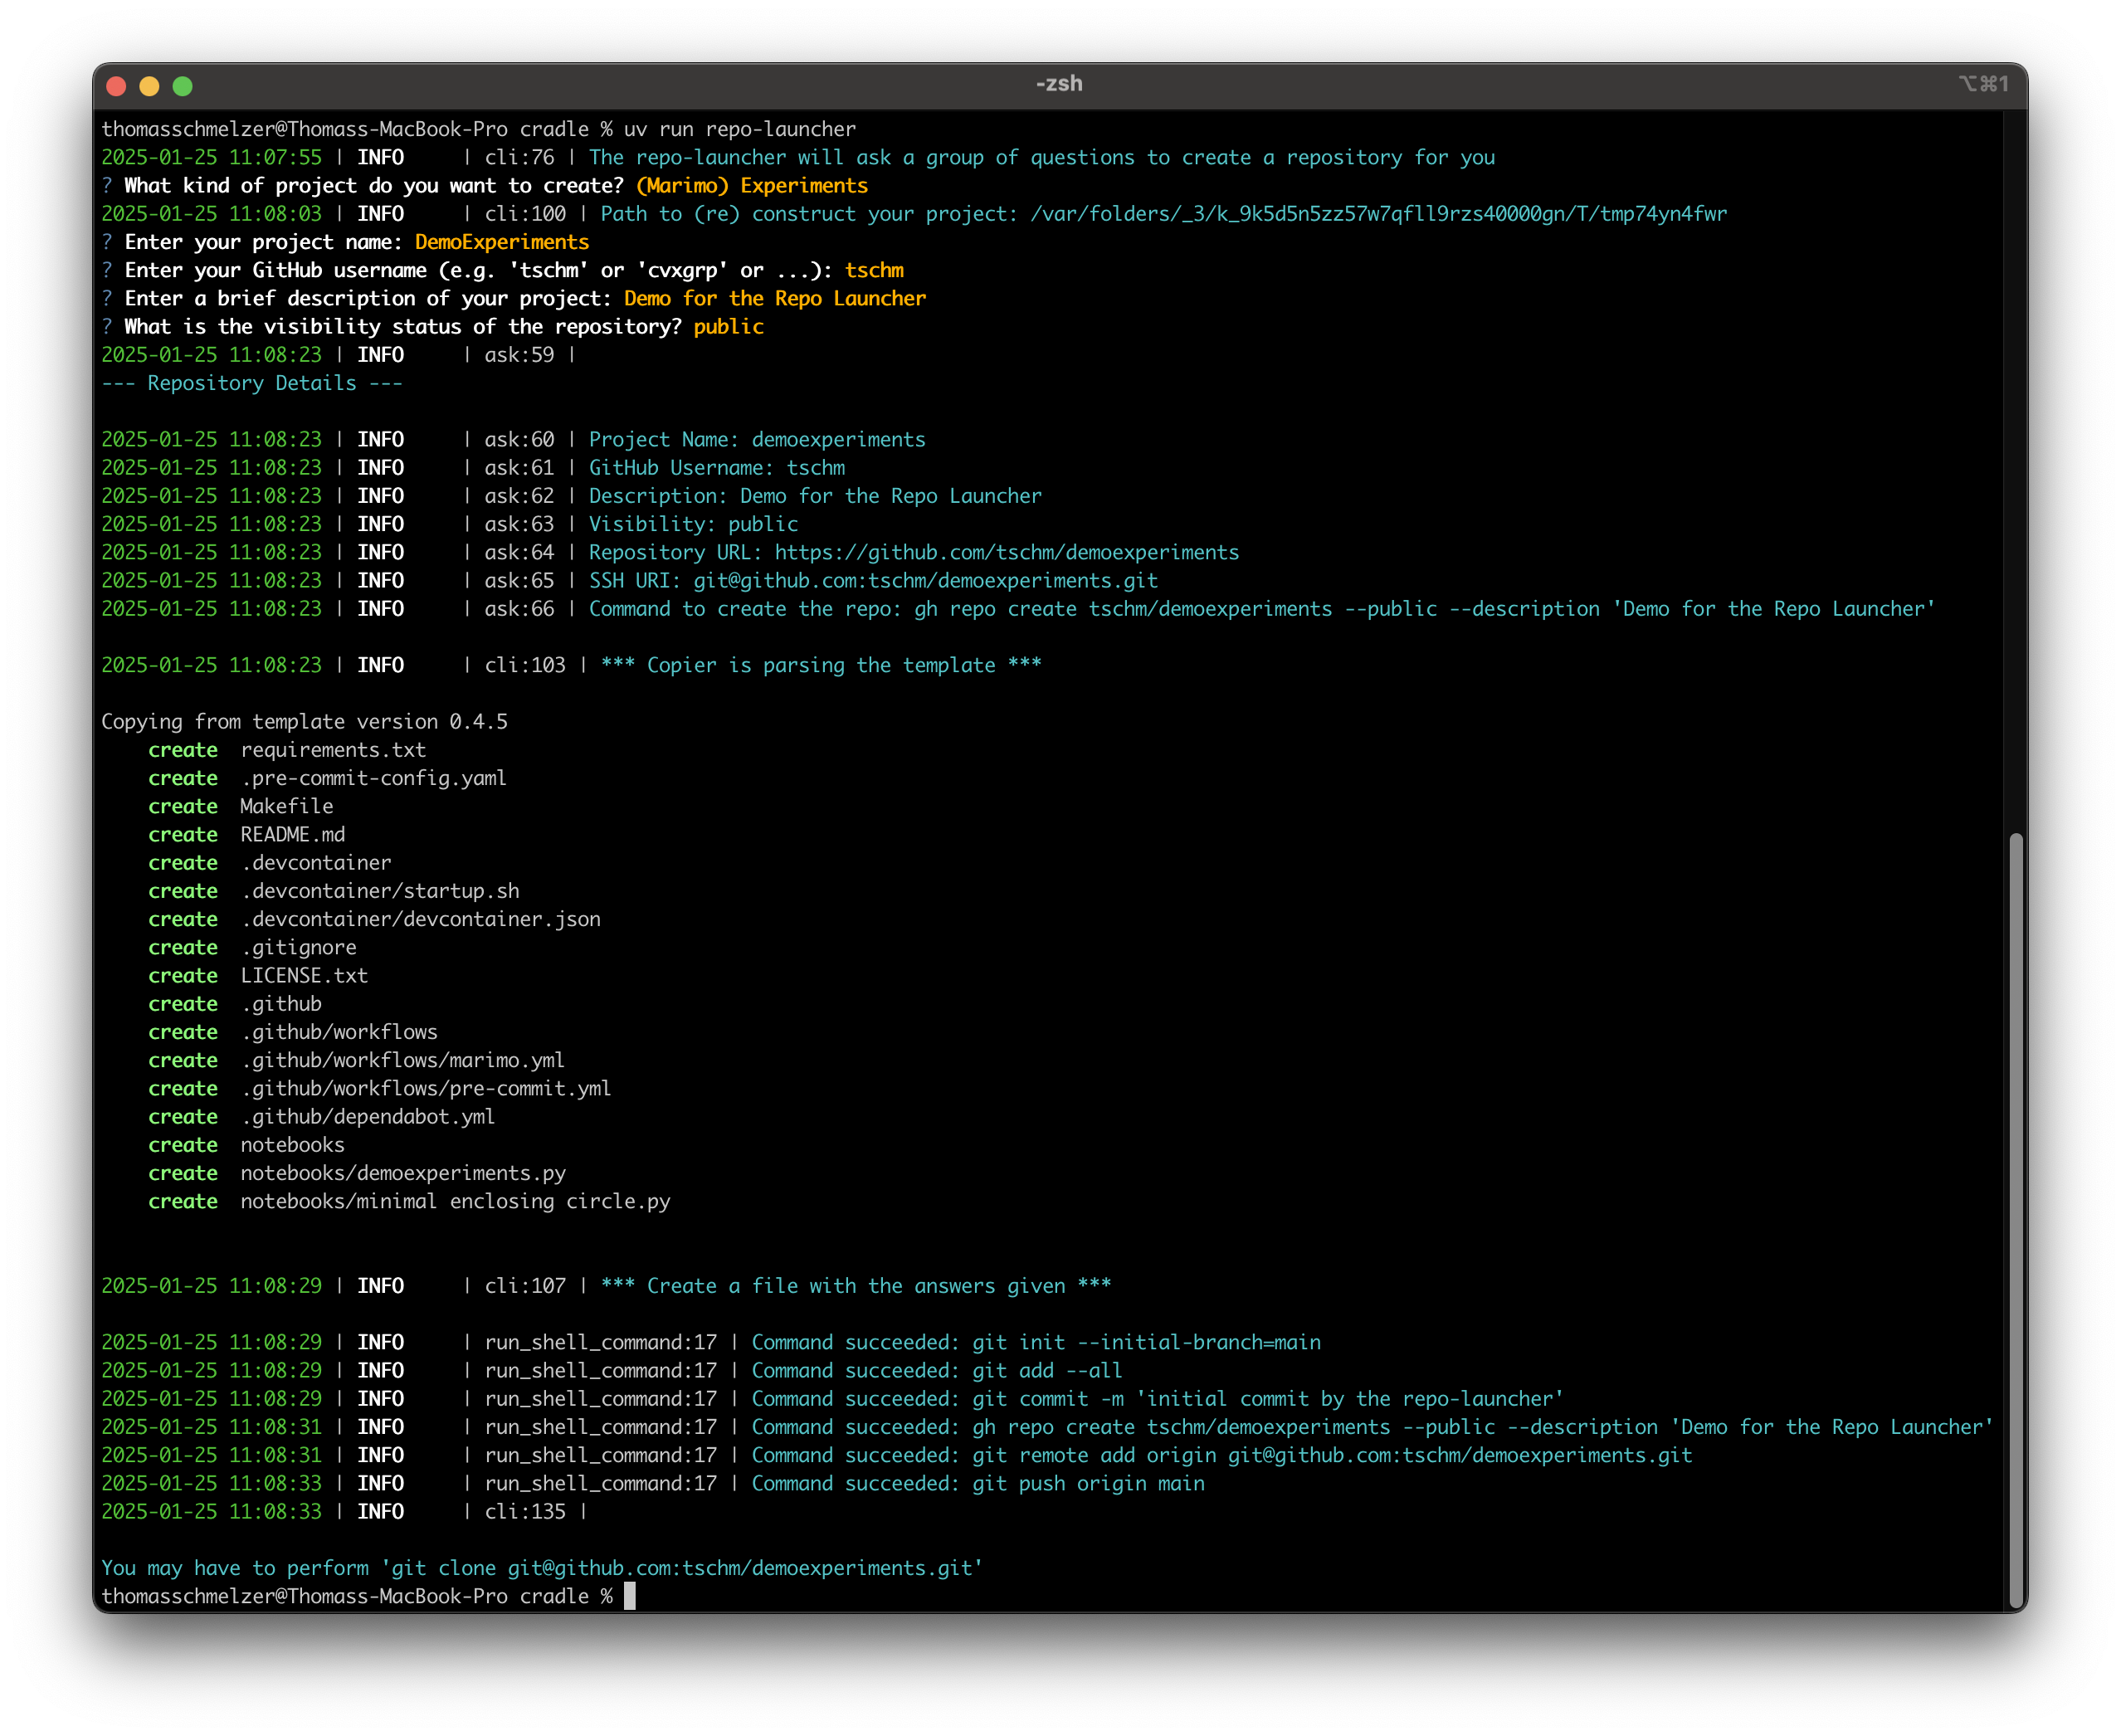 -zsh
⌥⌘1
thomasschmelzer@Thomass-MacBook-Pro cradle % uv run repo-launcher
2025-01-25 11:07:55 | INFO     | cli:76 | The repo-launcher will ask a group of questions to create a repository for you
? What kind of project do you want to create? (Marimo) Experiments
2025-01-25 11:08:03 | INFO     | cli:100 | Path to (re) construct your project: /var/folders/_3/k_9k5d5n5zz57w7qfll9rzs40000gn/T/tmp74yn4fwr
? Enter your project name: DemoExperiments
? Enter your GitHub username (e.g. 'tschm' or 'cvxgrp' or ...): tschm
? Enter a brief description of your project: Demo for the Repo Launcher
? What is the visibility status of the repository? public
2025-01-25 11:08:23 | INFO     | ask:59 |
--- Repository Details ---
2025-01-25 11:08:23 | INFO     | ask:60 | Project Name: demoexperiments
2025-01-25 11:08:23 | INFO     | ask:61 | GitHub Username: tschm
2025-01-25 11:08:23 | INFO     | ask:62 | Description: Demo for the Repo Launcher
2025-01-25 11:08:23 | INFO     | ask:63 | Visibility: public
2025-01-25 11:08:23 | INFO     | ask:64 | Repository URL: https://github.com/tschm/demoexperiments
2025-01-25 11:08:23 | INFO     | ask:65 | SSH URI: git@github.com:tschm/demoexperiments.git
2025-01-25 11:08:23 | INFO     | ask:66 | Command to create the repo: gh repo create tschm/demoexperiments --public --description 'Demo for the Repo Launcher'
2025-01-25 11:08:23 | INFO     | cli:103 | *** Copier is parsing the template ***
Copying from template version 0.4.5
    create  requirements.txt
    create  .pre-commit-config.yaml
    create  Makefile
    create  README.md
    create  .devcontainer
    create  .devcontainer/startup.sh
    create  .devcontainer/devcontainer.json
    create  .gitignore
    create  LICENSE.txt
    create  .github
    create  .github/workflows
    create  .github/workflows/marimo.yml
    create  .github/workflows/pre-commit.yml
    create  .github/dependabot.yml
    create  notebooks
    create  notebooks/demoexperiments.py
    create  notebooks/minimal enclosing circle.py
2025-01-25 11:08:29 | INFO     | cli:107 | *** Create a file with the answers given ***
2025-01-25 11:08:29 | INFO     | run_shell_command:17 | Command succeeded: git init --initial-branch=main
2025-01-25 11:08:29 | INFO     | run_shell_command:17 | Command succeeded: git add --all
2025-01-25 11:08:29 | INFO     | run_shell_command:17 | Command succeeded: git commit -m 'initial commit by the repo-launcher'
2025-01-25 11:08:31 | INFO     | run_shell_command:17 | Command succeeded: gh repo create tschm/demoexperiments --public --description 'Demo for the Repo Launcher'
2025-01-25 11:08:31 | INFO     | run_shell_command:17 | Command succeeded: git remote add origin git@github.com:tschm/demoexperiments.git
2025-01-25 11:08:33 | INFO     | run_shell_command:17 | Command succeeded: git push origin main
2025-01-25 11:08:33 | INFO     | cli:135 |
You may have to perform 'git clone git@github.com:tschm/demoexperiments.git'
thomasschmelzer@Thomass-MacBook-Pro cradle %